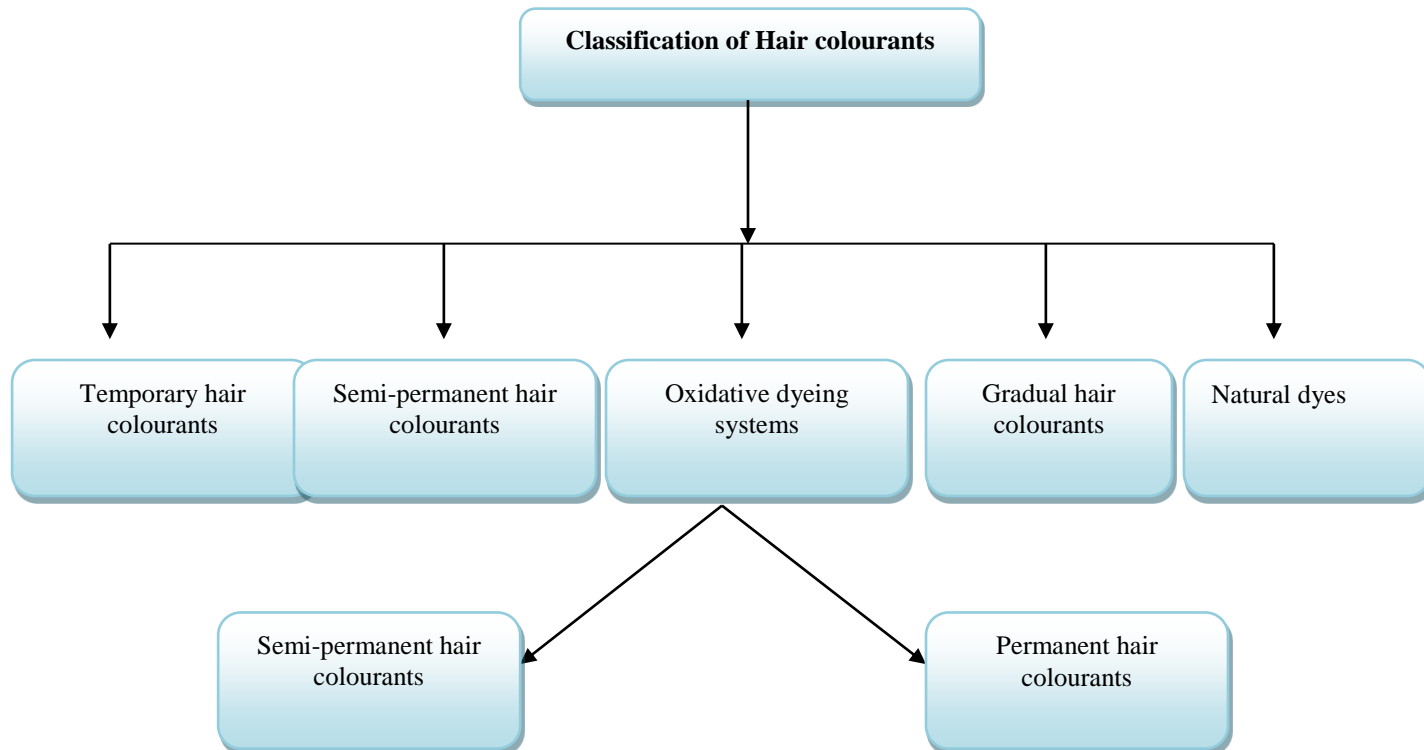 Classification of Hair colourants
Temporary hair
colourants
Semi-permanent hair
colourants
Oxidative dyeing
systems
Gradual hair
colourants
Natural dyes
Semi-permanent hair
colourants
Permanent hair
colourants